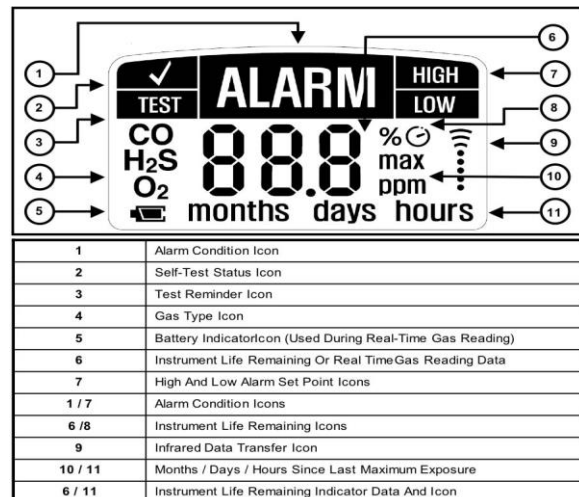 1
2
3
4
5
6
7
8
9
10
11
✓ ALARM HIGH
TEST LOW
CO 88.8 %
H₂S max
O₂ ppm
months days hours
1 Alarm Condition Icon
2 Self-Test Status Icon
3 Test Reminder Icon
4 Gas Type Icon
5 Battery IndicatorIcon (Used During Real-Time Gas Reading)
6 Instrument Life Remaining Or Real TimeGas Reading Data
7 High And Low Alarm Set Point Icons
1 / 7 Alarm Condition Icons
6 /8 Instrument Life Remaining Icons
9 Infrared Data Transfer Icon
10 / 11 Months / Days / Hours Since Last Maximum Exposure
6 / 11 Instrument Life Remaining Indicator Data And Icon